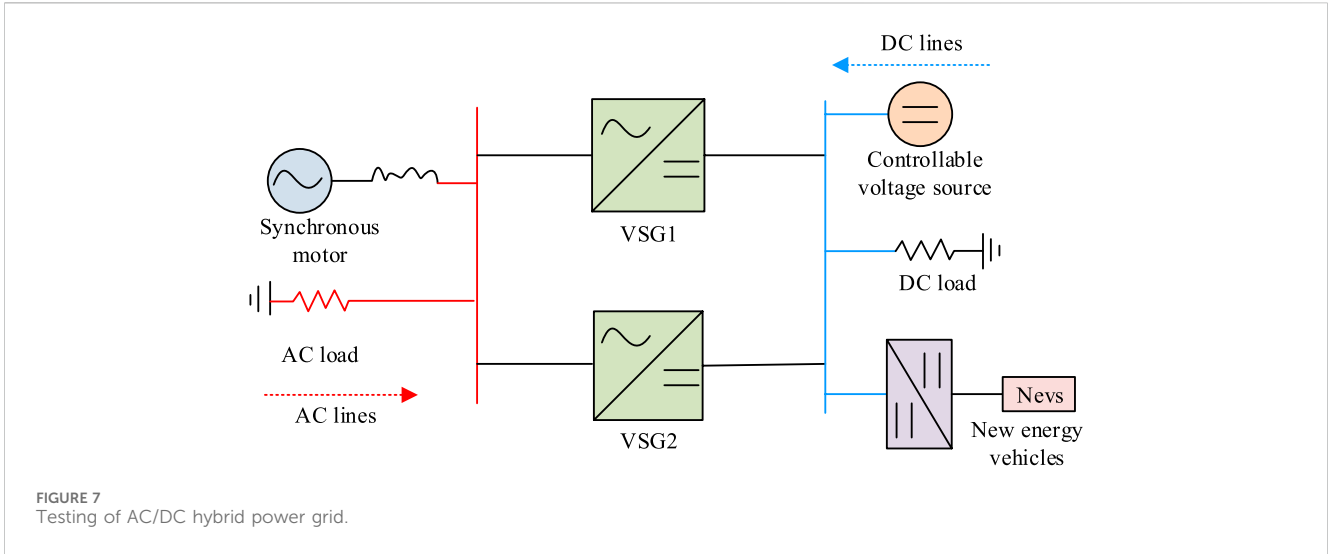 DC lines
Controllable
voltage source
Synchronous
motor
VSG1
DC load
AC load
AC lines
VSG2
Nevs
New energy
vehicles
FIGURE 7
Testing of AC/DC hybrid power grid.